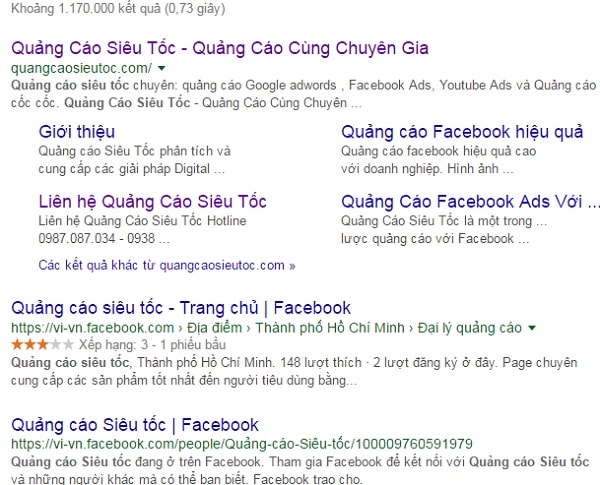 Khoảng 1.170.000 kết quả (0,73 giây)
Quảng Cáo Siêu Tốc - Quảng Cáo Cùng Chuyên Gia
quangcaosieutoc.com/
Quảng cáo siêu tốc chuyên: quảng cáo Google adwords , Facebook Ads, Youtube Ads và Quảng cáo
cốc cốc. Quảng Cáo Siêu Tốc - Quảng Cáo Cùng Chuyên ...
Giới thiệu
Quảng Cáo Siêu Tốc phân tích và
cung cấp các giải pháp Digital ...
Quảng cáo Facebook hiệu quả
Quảng cáo facebook hiệu quả cao
với doanh nghiệp. Hình ảnh ...
Liên hệ Quảng Cáo Siêu Tốc
Liên hệ Quảng Cáo Siêu Tốc Hotline
0987.087.034 - 0938 ...
Quảng Cáo Facebook Ads Với ...
Quảng Cáo Siêu Tốc là một trong ...
lược quảng cáo với Facebook ...
Các kết quả khác từ quangcaosieutoc.com »
Quảng cáo siêu tốc - Trang chủ | Facebook
https://vi-vn.facebook.com › Địa điểm › Thành phố Hồ Chí Minh › Đại lý quảng cáo
Xếp hạng: 3 - 1 phiếu bầu
Quảng cáo siêu tốc, Thành phố Hồ Chí Minh. 148 lượt thích · 2 lượt đăng ký ở đây. Page chuyên
cung cấp các sản phẩm tốt nhất đến người tiêu dùng bằng...
Quảng cáo Siêu tốc | Facebook
https://vi-vn.facebook.com/people/Quảng-cáo-Siêu-tốc/100009760591979
Quảng cáo Siêu tốc đang ở trên Facebook. Tham gia Facebook để kết nối với Quảng cáo Siêu tốc
và những người khác mà có thể bạn biết. Facebook trao cho.